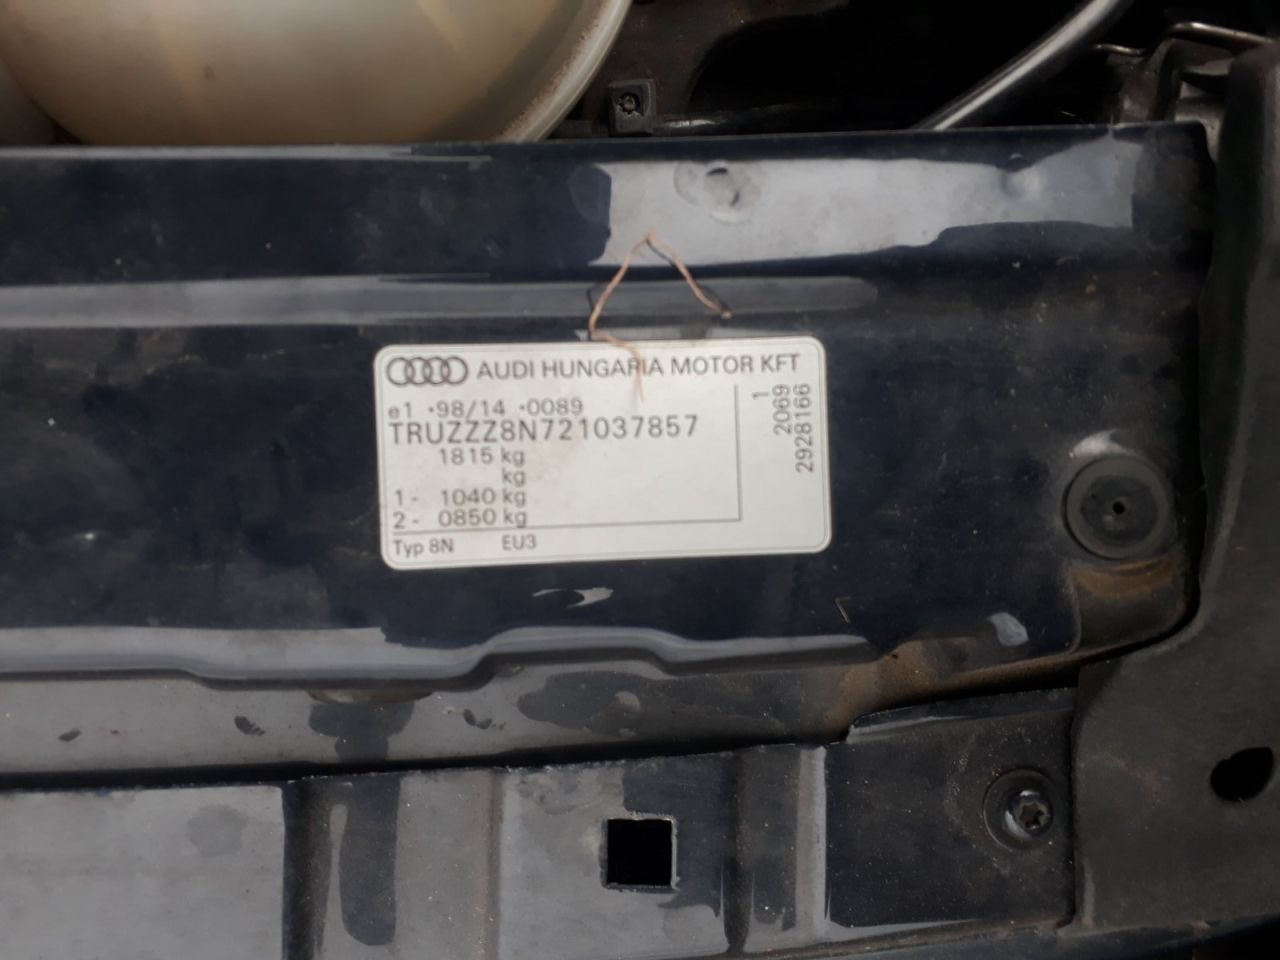 AUDI HUNGARIA MOTOR KFT
e1 *98/14 *0089
TRUZZZ8N721037857
1815 kg
kg
1 - 1040 kg
2 - 0850 kg
Typ 8N EU3
1
2069
2928166